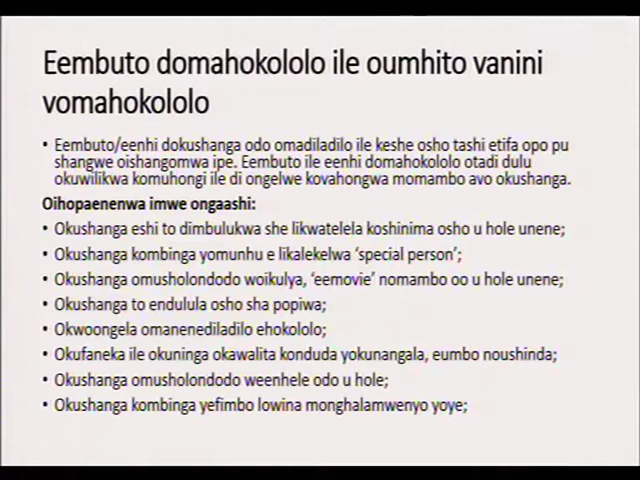 Eembuto domahokololo ile oumhito vanini
vomahokololo
• Eembuto/eenhi dokushanga odo omadiladilo ile keshe osho tashi etifa opo pu
shangwe oishangomwa ipe. Eembuto ile eenhi domahokololo otadi dulu
okuwilikwa komuhongi ile di ongelwe kovahongwa momambo avo okushanga.
Oihopaenenwa imwe ongaashi:
• Okushanga eshi to dimbulukwa she likwatelela koshinima osho u hole unene;
• Okushanga kombinga yomunhu e likalekelwa ‘special person’;
• Okushanga omusholondodo woikulya, ‘eemovie’ nomambo oo u hole unene;
• Okushanga to endulula osho sha popiwa;
• Okwoongela omanenediladilo ehokololo;
• Okufaneka ile okuninga okawalita konduda yokunangala, eumbo noushinda;
• Okushanga omusholondodo weenhele odo u hole;
• Okushanga kombinga yefimbo lowina monghalamwenyo yoye;